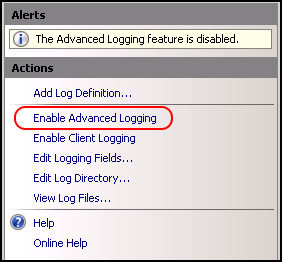 Alerts
The Advanced Logging feature is disabled.
Actions
Add Log Definition...
Enable Advanced Logging
Enable Client Logging
Edit Logging Fields...
Edit Log Directory...
View Log Files...
Help
Online Help